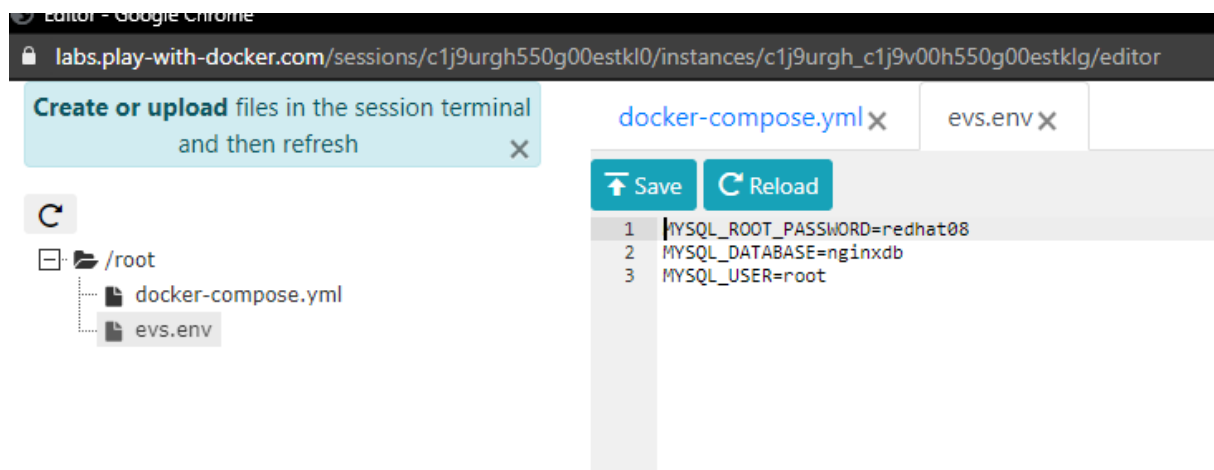 Editor - Google Chrome
labs.play-with-docker.com/sessions/c1j9urgh550g00estkl0/instances/c1j9urgh_c1j9v00h550g00estklg/editor
Create or upload files in the session terminal
and then refresh
docker-compose.yml
evs.env
Save
Reload
/root
docker-compose.yml
evs.env
1 MYSQL_ROOT_PASSWORD=redhat08
2 MYSQL_DATABASE=nginxdb
3 MYSQL_USER=root